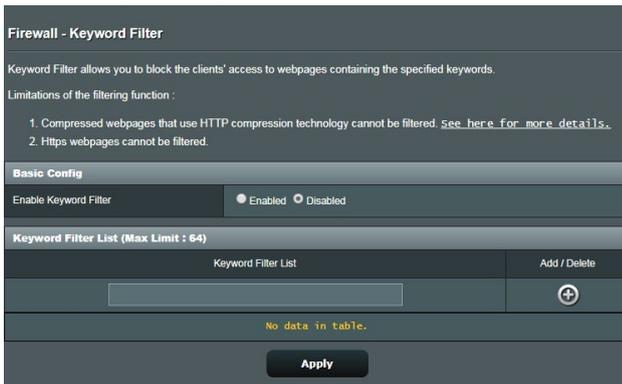 Firewall - Keyword Filter
Keyword Filter allows you to block the clients' access to webpages containing the specified keywords.
Limitations of the filtering function :
1. Compressed webpages that use HTTP compression technology cannot be filtered. See here for more details.
2. Https webpages cannot be filtered.
Basic Config
Enable Keyword Filter Enabled Disabled
Keyword Filter List (Max Limit : 64)
Keyword Filter List Add / Delete
No data in table.
Apply